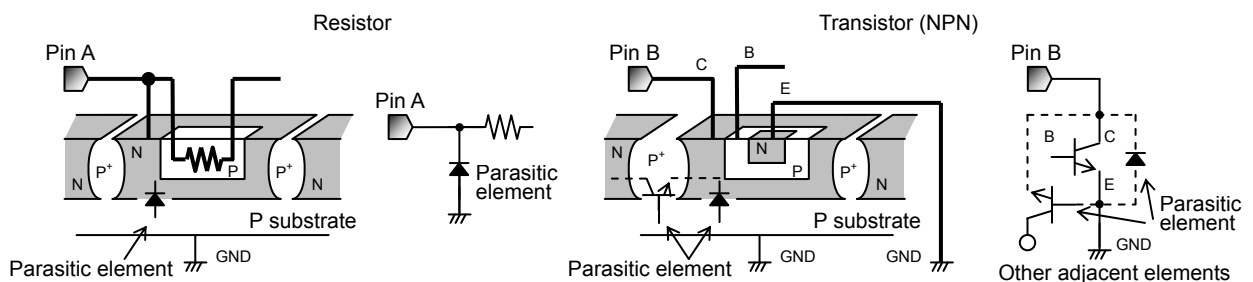 Resistor
Transistor (NPN)
Pin A
Pin B
B
C
E
Pin B
Pin A
N
P+
N
P+
P
N
Parasitic
element
P substrate
GND
Parasitic element
N
P+
N
P
P+
N
P substrate
GND
GND
Parasitic element
B
C
E
Parasitic
element
GND
Other adjacent elements